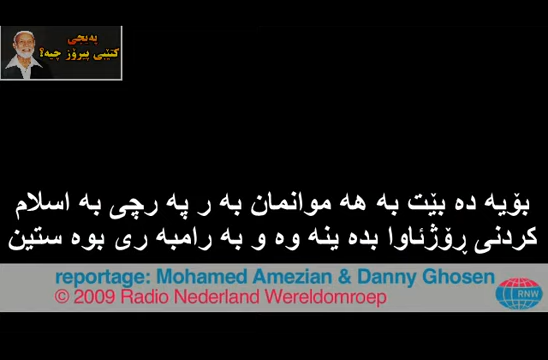 پەیجی
کتێبی پیرۆز چیە؟
بۆیە دە بێت بە هە موانمان بە ر پە رچی بە اسلام
کردنی ڕۆژئاوا بدە ینە وە و بە رامبە ری بوە ستین
reportage: Mohamed Amezian & Danny Ghosen
© 2009 Radio Nederland Wereldomroep
RNW